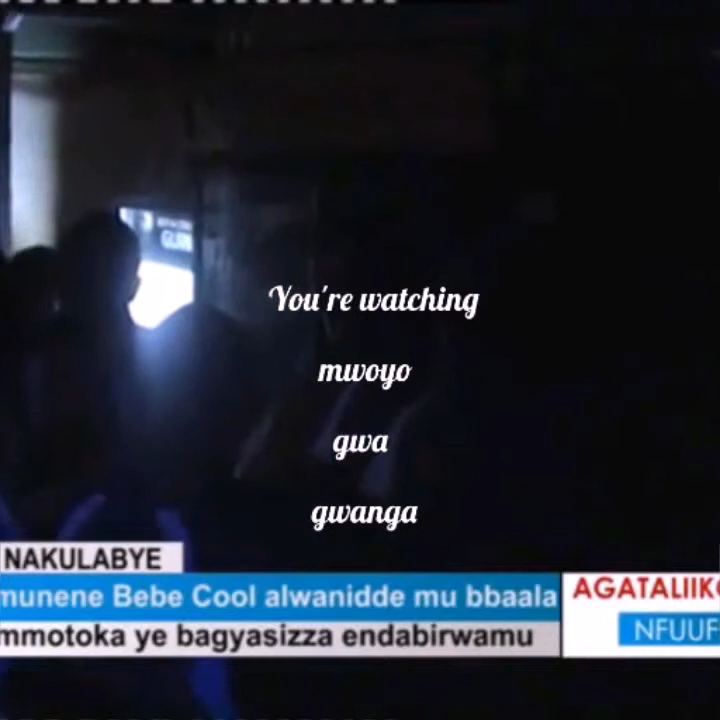 You're watching
mwoyo
gwa
gwanga
NAKULABYE
munene Bebe Cool alwanidde mu bbaala
mmotoka ye bagyasizza endabirwamu
AGATALIIK
NFUUF